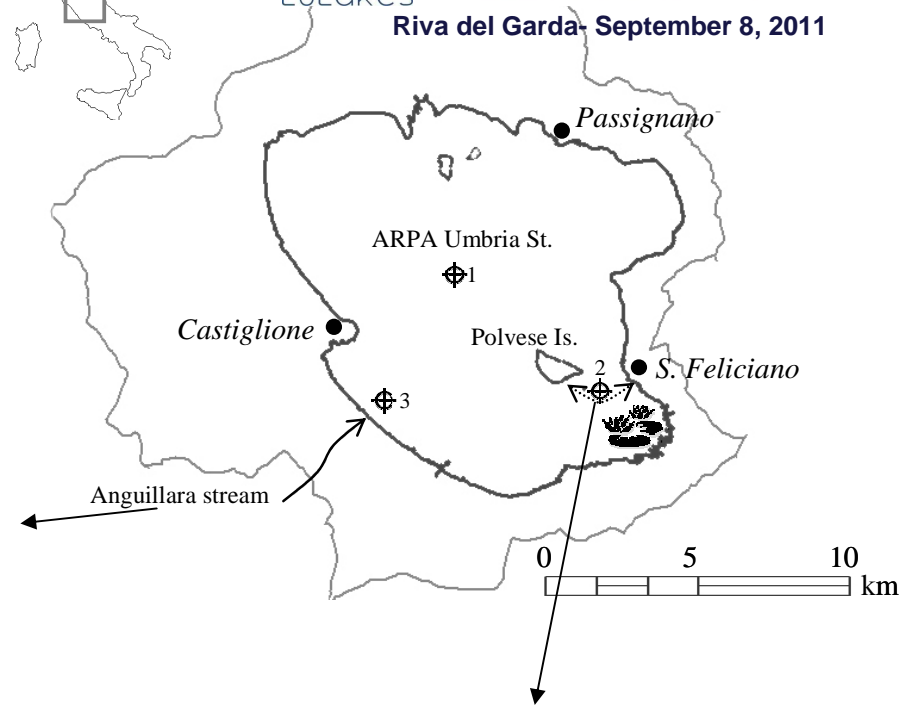 Riva del Garda- September 8, 2011
Passignano
ARPA Umbria St.
1
Castiglione
Polvese Is.
2
S. Feliciano
3
Anguillara stream
0 5 10
km